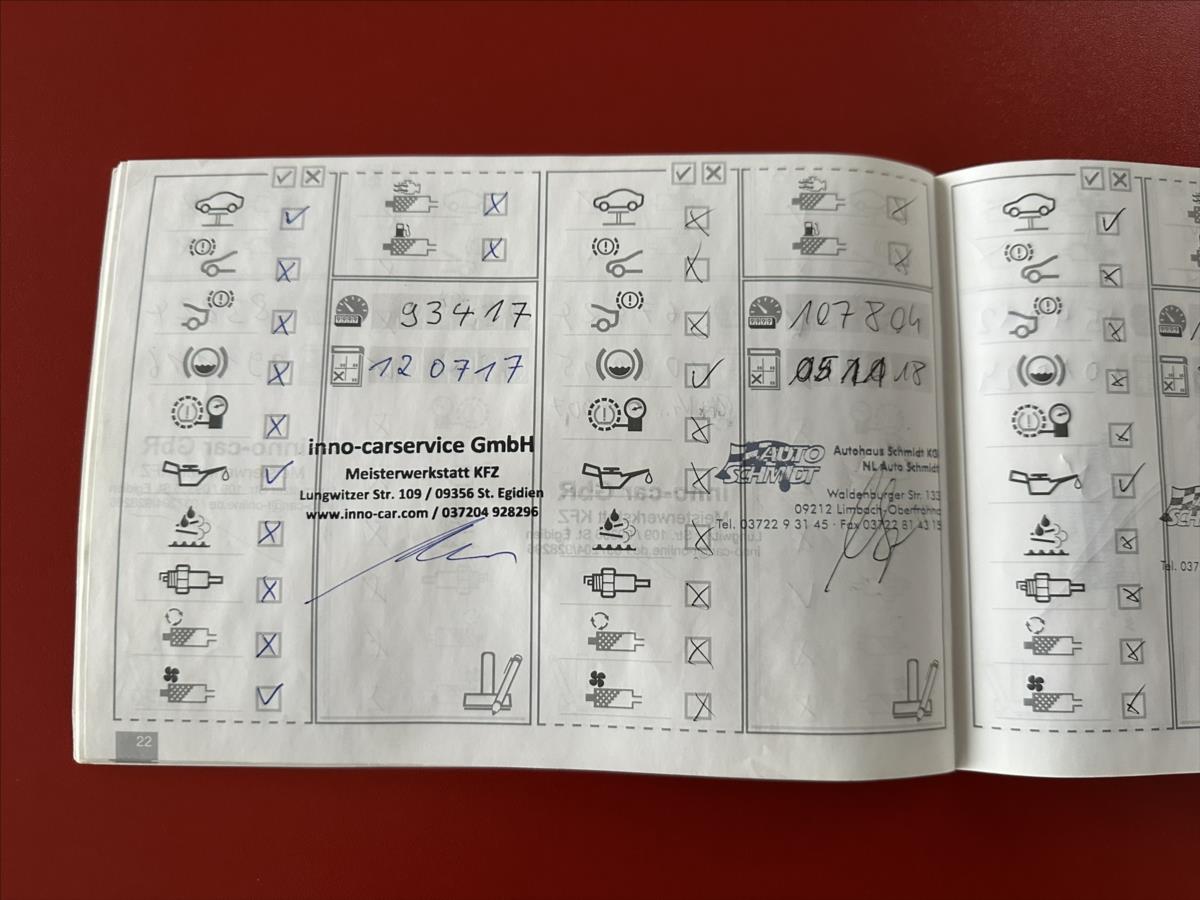 93417
120717
inno-carservice GmbH
Meisterwerkstatt KFZ
Lungwitzer Str. 109 / 09356 St. Egidien
www.inno-car.com / 037204 928296
22
107804
18
AUTO SCHMIDT
Autohaus Schmidt KG
NL Auto Schmidt
Waldenburger Str. 133
09212 Limbach-Oberfrohna
Tel. 03722 9 31 45 · Fax 03722 81 43 15
Tel. 037